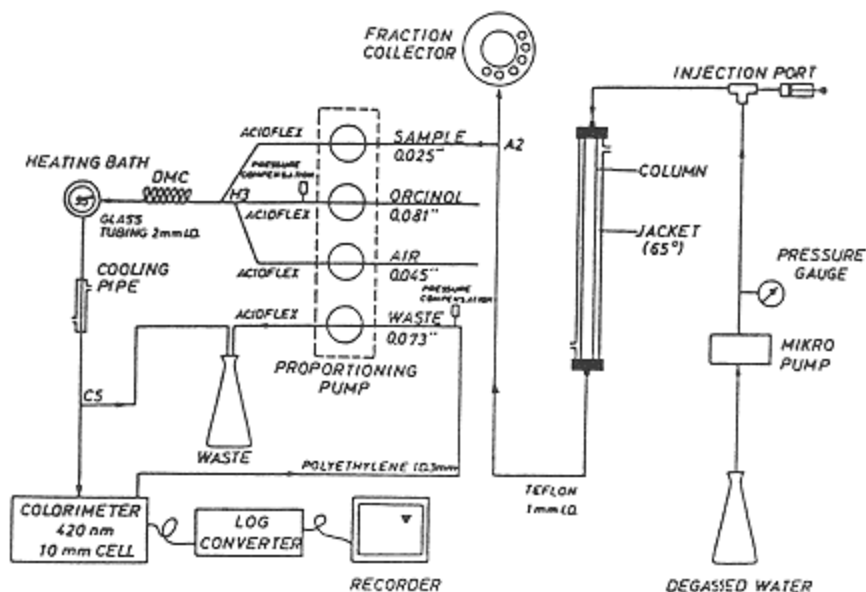 FRACTION
COLLECTOR
INJECTION PORT
ACIDFLEX
SAMPLE
0.025"
A2
HEATING BATH
DMC
PRESSURE
COMPENSATION
H3
COLUMN
95°
ACIDFLEX
ORCINOL
0.081"
GLASS
TUBING 2mm I.D.
JACKET
(65°)
COOLING
PIPE
ACIDFLEX
AIR
0.045"
PRESSURE
GAUGE
PRESSURE
COMPENSATION
ACIDFLEX
WASTE
0.073"
MIKRO
PUMP
PROPORTIONING
PUMP
C5
WASTE
POLYETHYLENE I.D.3mm
TEFLON
1 mm I.D.
COLORIMETER
420 nm
10 mm CELL
LOG
CONVERTER
RECORDER
DEGASSED WATER